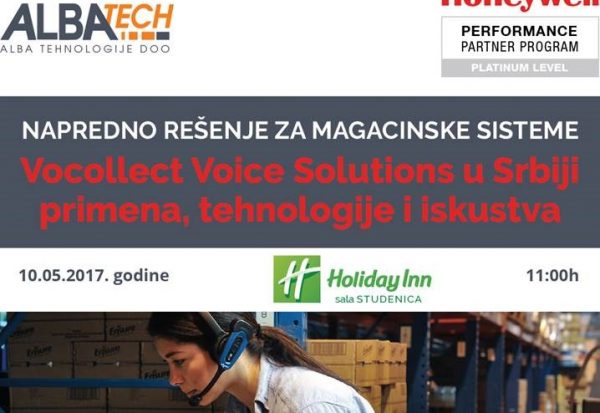 ALBATECH
ALBA TEHNOLOGIJE DOO
Honeywell
PERFORMANCE
PARTNER PROGRAM
PLATINUM LEVEL
NAPREDNO REŠENJE ZA MAGACINSKE SISTEME
Vocollect Voice Solutions u Srbiji
primena, tehnologije i iskustva
10.05.2017. godine
H Holiday Inn
sala STUDENICA
11:00h